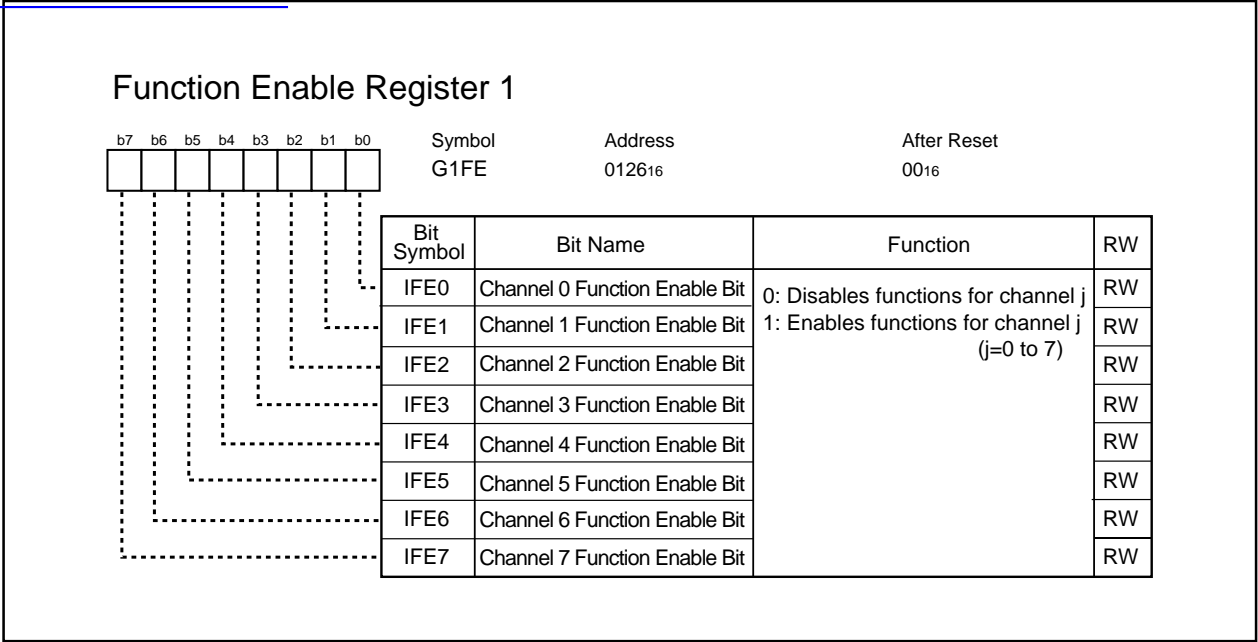 Function Enable Register 1
b7 b6 b5 b4 b3 b2 b1 b0
Symbol Address After Reset
G1FE 012616 0016
Bit Symbol Bit Name Function RW
IFE0 Channel 0 Function Enable Bit 0: Disables functions for channel j RW
IFE1 Channel 1 Function Enable Bit 1: Enables functions for channel j RW
(j=0 to 7)
IFE2 Channel 2 Function Enable Bit RW
IFE3 Channel 3 Function Enable Bit RW
IFE4 Channel 4 Function Enable Bit RW
IFE5 Channel 5 Function Enable Bit RW
IFE6 Channel 6 Function Enable Bit RW
IFE7 Channel 7 Function Enable Bit RW